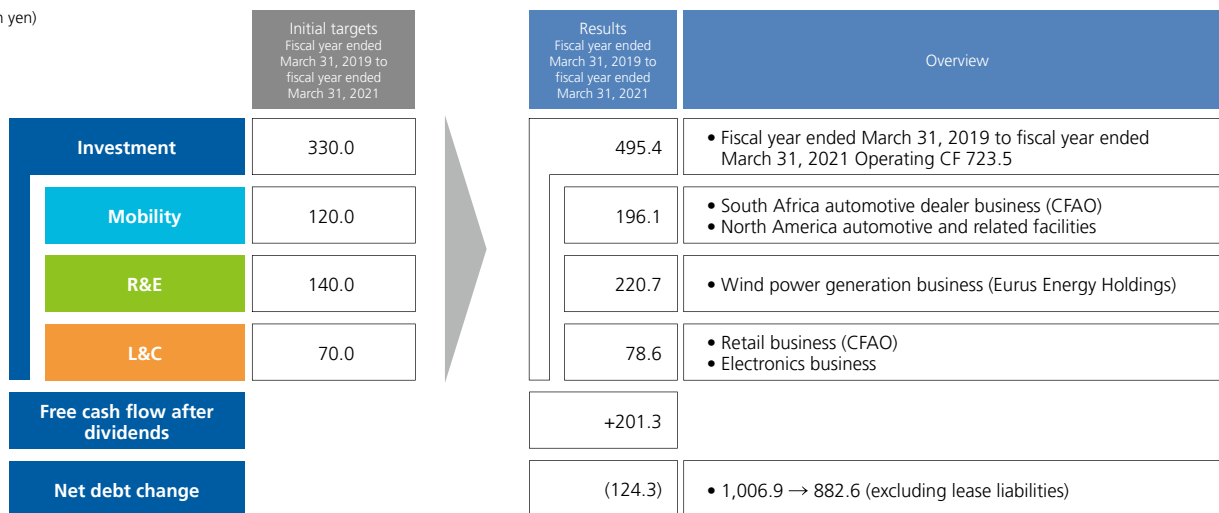 yen)
Initial targets
Fiscal year ended
March 31, 2019 to
fiscal year ended
March 31, 2021
Results
Fiscal year ended
March 31, 2019 to
fiscal year ended
March 31, 2021
Overview
Investment
330.0
495.4
• Fiscal year ended March 31, 2019 to fiscal year ended
March 31, 2021 Operating CF 723.5
Mobility
120.0
196.1
• South Africa automotive dealer business (CFAO)
• North America automotive and related facilities
R&E
140.0
220.7
• Wind power generation business (Eurus Energy Holdings)
L&C
70.0
78.6
• Retail business (CFAO)
• Electronics business
Free cash flow after
dividends
+201.3
Net debt change
(124.3)
• 1,006.9 → 882.6 (excluding lease liabilities)